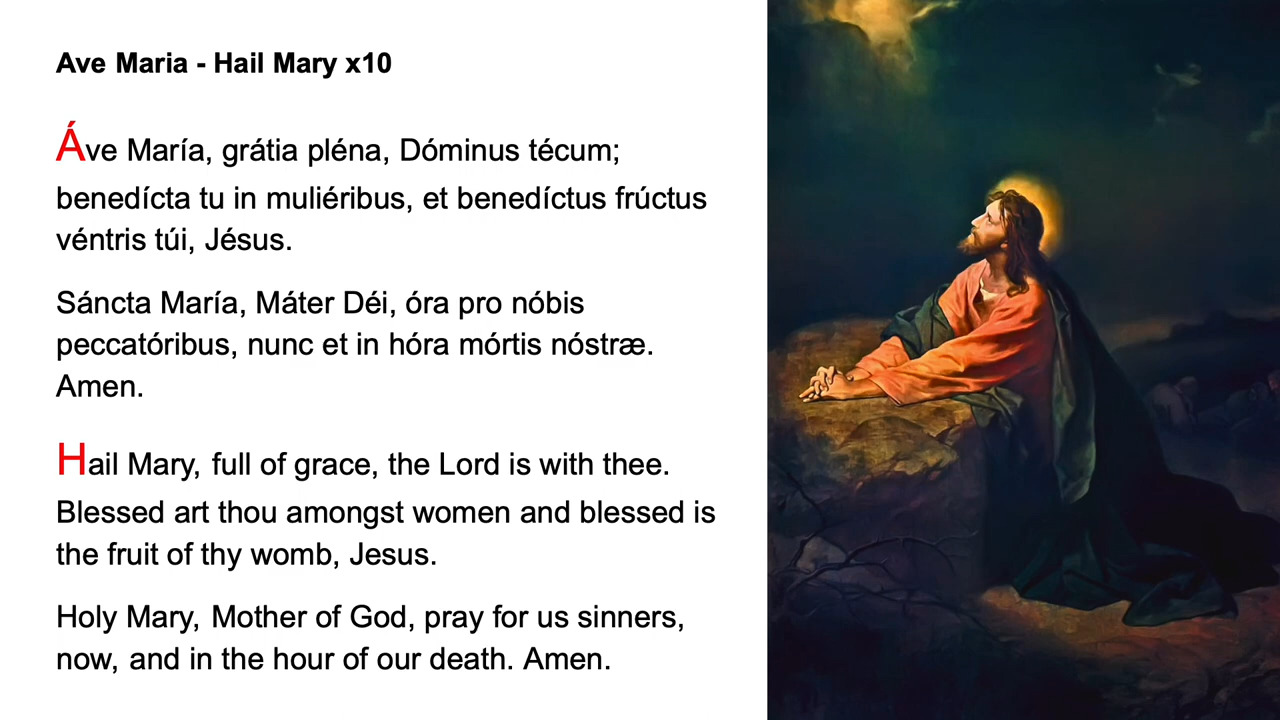 Ave Maria - Hail Mary x10
Áve María, grátia pléna, Dóminus técum;
benedícta tu in muliéribus, et benedíctus frúctus
véntris túi, Jésus.
Sáncta María, Máter Déi, óra pro nóbis
peccatóribus, nunc et in hóra mórtis nóstræ.
Amen.
Hail Mary, full of grace, the Lord is with thee.
Blessed art thou amongst women and blessed is
the fruit of thy womb, Jesus.
Holy Mary, Mother of God, pray for us sinners,
now, and in the hour of our death. Amen.